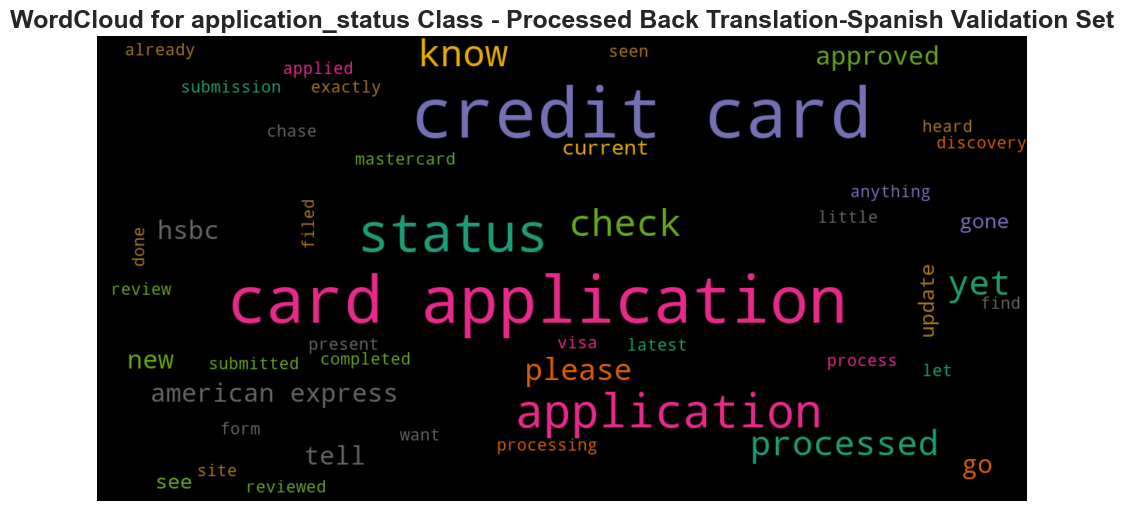 WordCloud for application_status Class - Processed Back Translation-Spanish Validation Set
already
know
seen
approved
applied
submission
exactly
credit card
chase
current
heard
mastercard
discovery
anything
filed
little
gone
hsbc
status
check
done
yet
update
find
review
card application
present
visa
latest
new
submitted
completed
please
process
let
american express
application
form
want
processing
processed
tell
site
go
see
reviewed